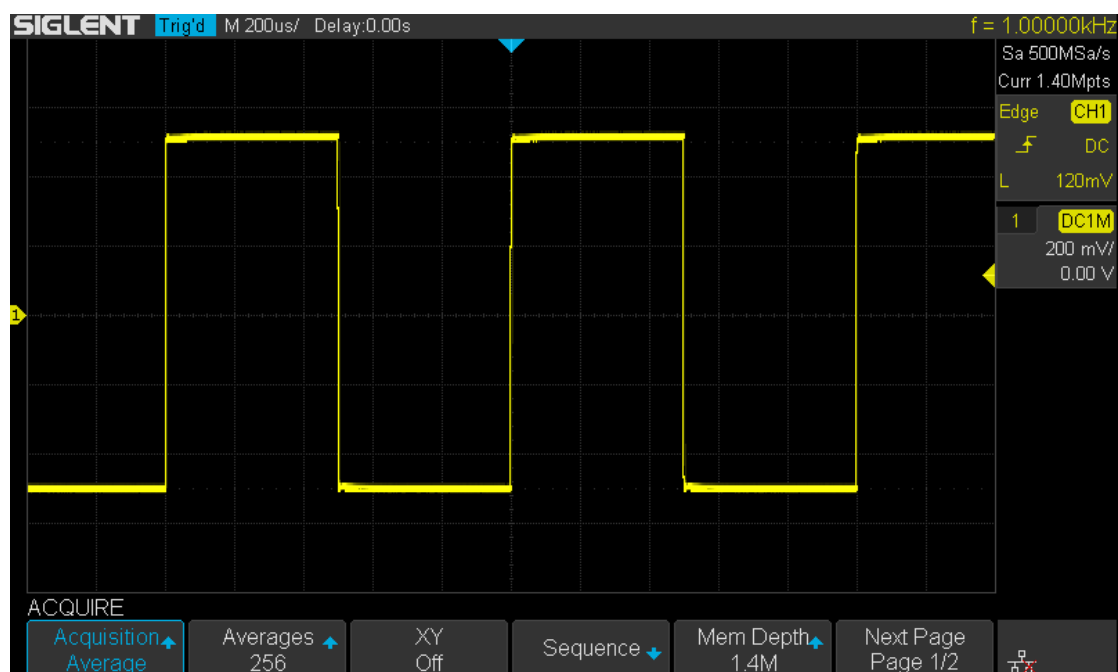 SIGLENT Trig'd M 200us/ Delay:0.00s f = 1.00000kHz
Sa 500MSa/s
Curr 1.40Mpts
Edge CH1
DC
L 120mV
1 DC1M
200 mV/
0.00 V
1
ACQUIRE
Acquisition Averages XY Sequence Mem Depth Next Page
Average 256 Off 1.4M Page 1/2